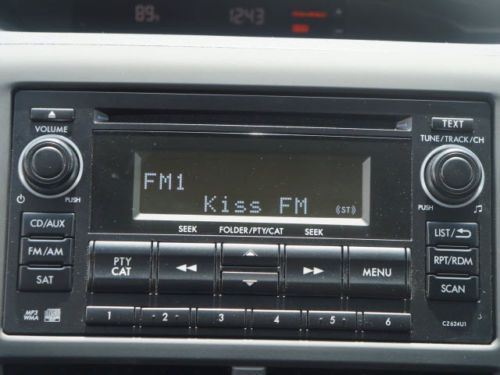 89
1243
VOLUME
TEXT
TUNE/TRACK/CH
PUSH
PUSH
FM1
Kiss FM (ST)
CD/AUX
FM/AM
SAT
SEEK
FOLDER/PTY/CAT
SEEK
PTY
CAT
MENU
LIST/
RPT/RDM
SCAN
MP3
WMA
1
- 2 -
3
4
- 5 -
6
CZ624U1